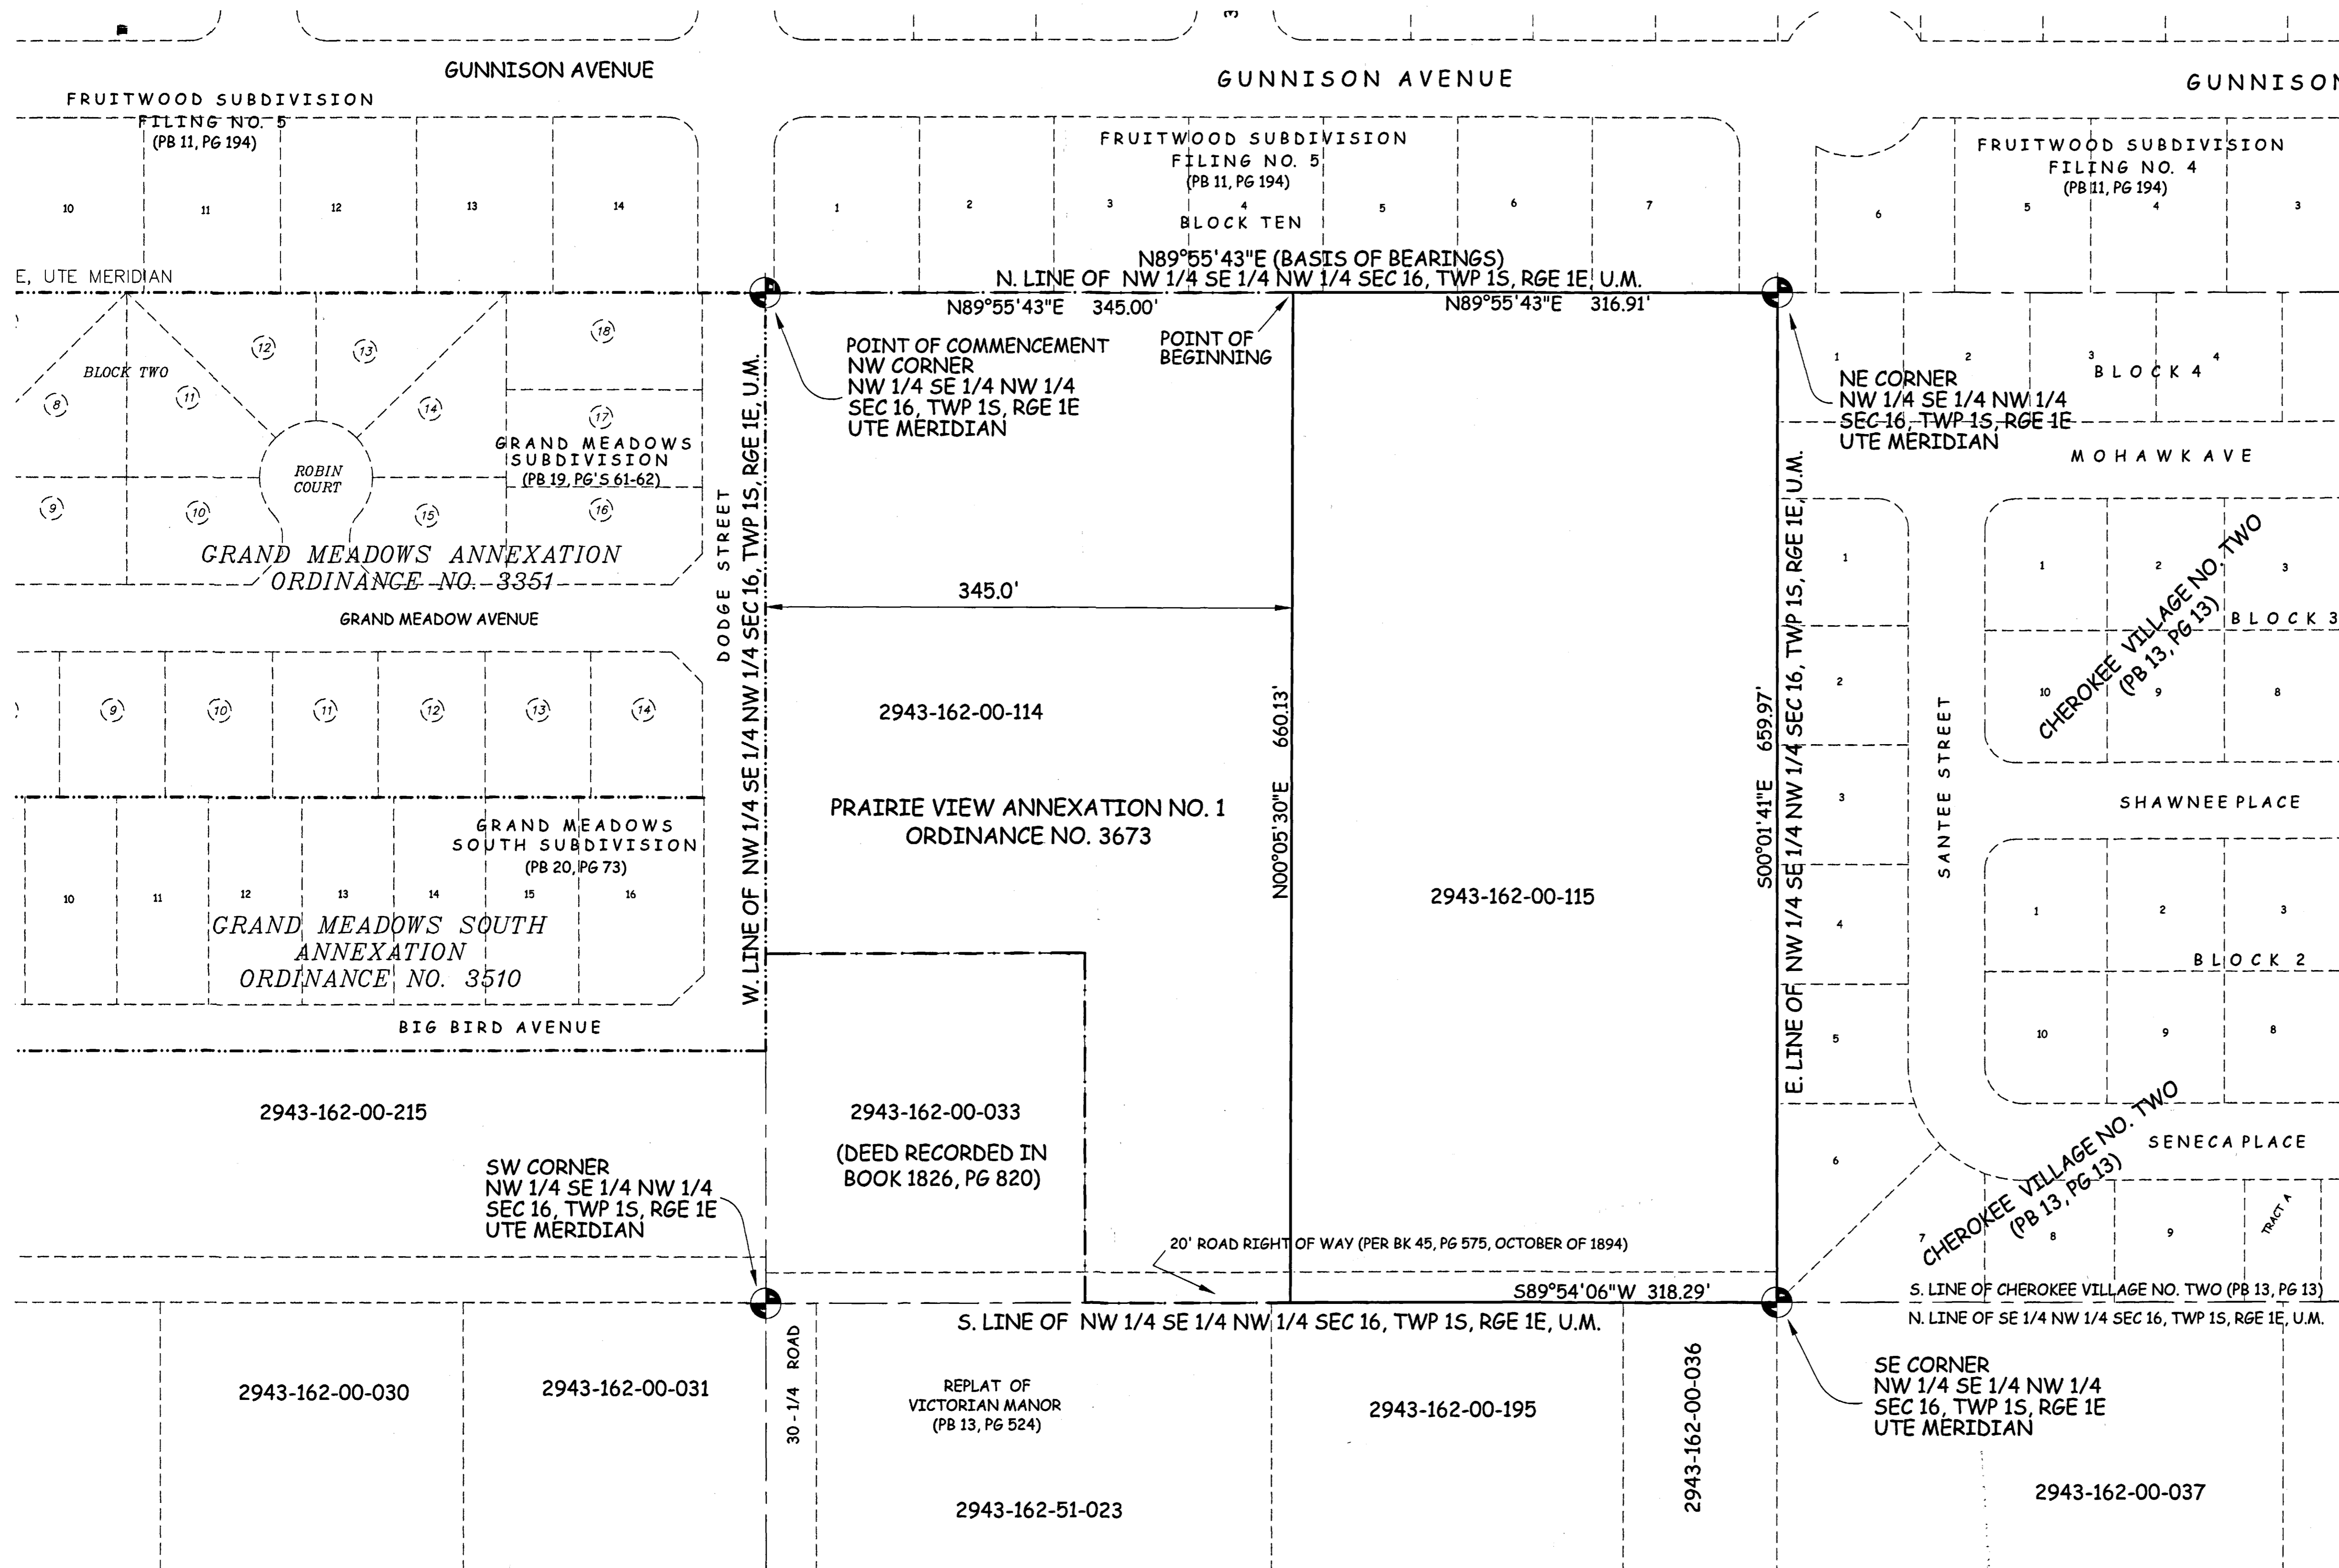 GUNNISON AVENUE
GUNNISON AVENUE
GUNNISON
FRUITWOOD SUBDIVISION
FILING NO. 5
(PB 11, PG 194)
10
11
12
13
14
FRUITWOOD SUBDIVISION
FILING NO. 5
(PB 11, PG 194)
1
2
3
4
5
6
7
BLOCK TEN
FRUITWOOD SUBDIVISION
FILING NO. 4
(PB 11, PG 194)
6
5
4
3
N89°55'43"E (BASIS OF BEARINGS)
N. LINE OF NW 1/4 SE 1/4 NW 1/4 SEC 16, TWP 1S, RGE 1E, U.M.
E, UTE MERIDIAN
N89°55'43"E 345.00'
N89°55'43"E 316.91'
POINT OF COMMENCEMENT
NW CORNER
NW 1/4 SE 1/4 NW 1/4
SEC 16, TWP 1S, RGE 1E
UTE MERIDIAN
POINT OF
BEGINNING
NE CORNER
NW 1/4 SE 1/4 NW 1/4
SEC 16, TWP 1S, RGE 1E
UTE MERIDIAN
1
2
3
4
BLOCK 4
MOHAWK AVE
BLOCK TWO
8
11
12
13
14
18
17
16
9
10
15
ROBIN
COURT
GRAND MEADOWS
SUBDIVISION
(PB 19, PG'S 61-62)
GRAND MEADOWS ANNEXATION
ORDINANCE NO. 3351
GRAND MEADOW AVENUE
DODGE STREET
W. LINE OF NW 1/4 SE 1/4 NW 1/4 SEC 16, TWP 1S, RGE 1E, U.M.
345.0'
9
10
11
12
13
14
2943-162-00-114
PRAIRIE VIEW ANNEXATION NO. 1
ORDINANCE NO. 3673
N00°05'30"E 660.13'
2943-162-00-115
S00°01'41"E 659.97'
E. LINE OF NW 1/4 SE 1/4 NW 1/4 SEC 16, TWP 1S, RGE 1E, U.M.
1
2
3
4
5
6
SANTEE STREET
1
2
3
BLOCK 3
10
9
8
CHEROKEE VILLAGE NO. TWO
(PB 13, PG 13)
SHAWNEE PLACE
1
2
3
BLOCK 2
10
9
8
SENECA PLACE
CHEROKEE VILLAGE NO. TWO
(PB 13, PG 13)
7
8
9
TRACT A
GRAND MEADOWS
SOUTH SUBDIVISION
(PB 20, PG 73)
10
11
12
13
14
15
16
GRAND MEADOWS SOUTH
ANNEXATION
ORDINANCE NO. 3510
BIG BIRD AVENUE
2943-162-00-215
2943-162-00-033
(DEED RECORDED IN
BOOK 1826, PG 820)
SW CORNER
NW 1/4 SE 1/4 NW 1/4
SEC 16, TWP 1S, RGE 1E
UTE MERIDIAN
20' ROAD RIGHT OF WAY (PER BK 45, PG 575, OCTOBER OF 1894)
S89°54'06"W 318.29'
S. LINE OF CHEROKEE VILLAGE NO. TWO (PB 13, PG 13)
S. LINE OF NW 1/4 SE 1/4 NW 1/4 SEC 16, TWP 1S, RGE 1E, U.M.
N. LINE OF SE 1/4 NW 1/4 SEC 16, TWP 1S, RGE 1E, U.M.
2943-162-00-030
2943-162-00-031
30-1/4 ROAD
REPLAT OF
VICTORIAN MANOR
(PB 13, PG 524)
2943-162-51-023
2943-162-00-195
2943-162-00-036
SE CORNER
NW 1/4 SE 1/4 NW 1/4
SEC 16, TWP 1S, RGE 1E
UTE MERIDIAN
2943-162-00-037